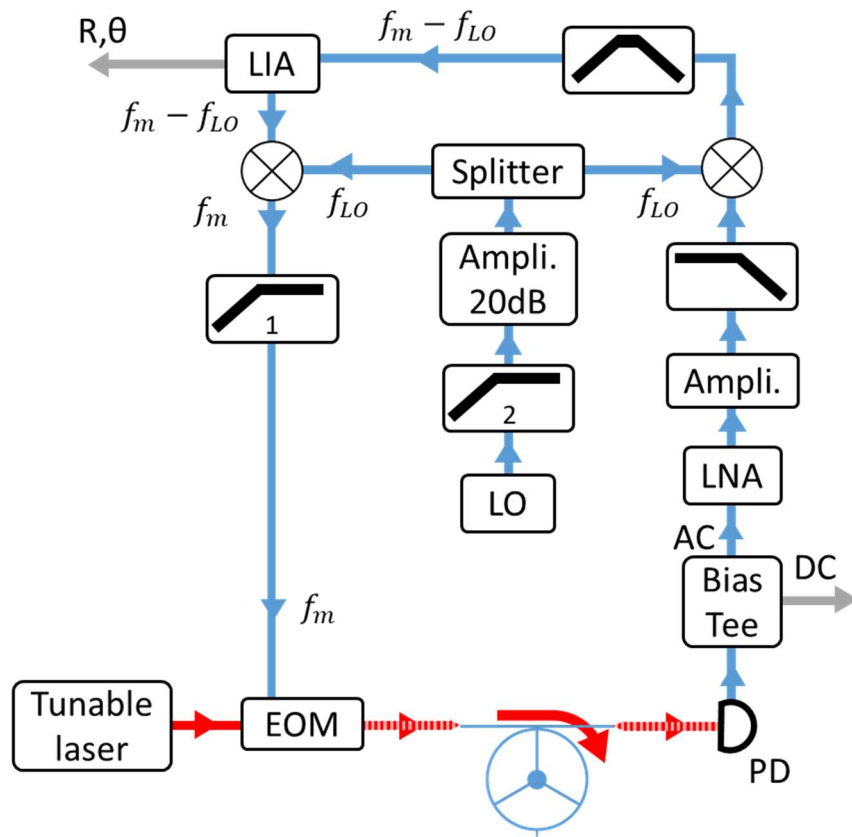 R,θ
LIA
f_m − f_LO
f_m − f_LO
Splitter
f_LO
f_LO
f_m
Ampli.
20dB
1
2
Ampli.
LO
LNA
AC
Bias
Tee
DC
f_m
Tunable
laser
EOM
PD